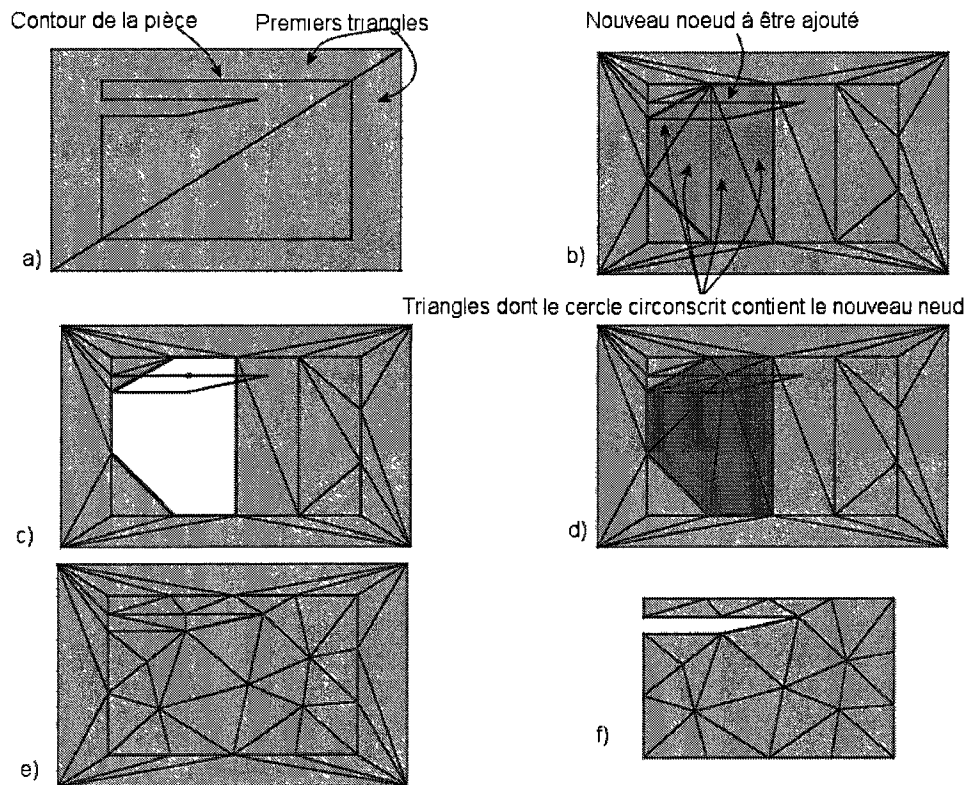 Contour de la pièce
Premiers triangles
Nouveau noeud à être ajouté
a)
b)
Triangles dont le cercle circonscrit contient le nouveau neud
c)
d)
e)
f)